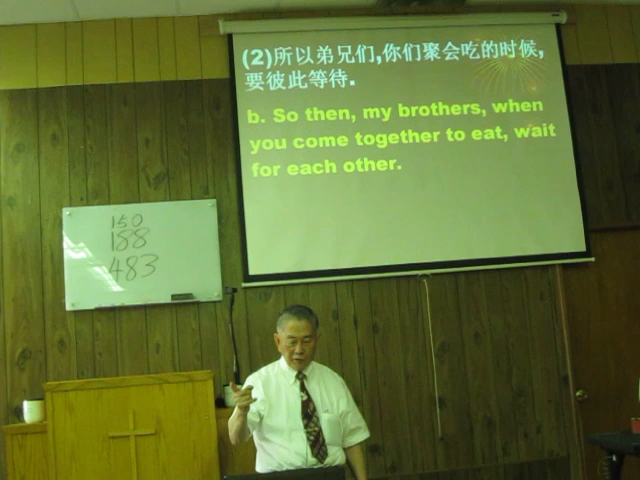 (2)所以弟兄们,你们聚会吃的时候,
要彼此等待.
b. So then, my brothers, when
you come together to eat, wait
for each other.
150
188
483